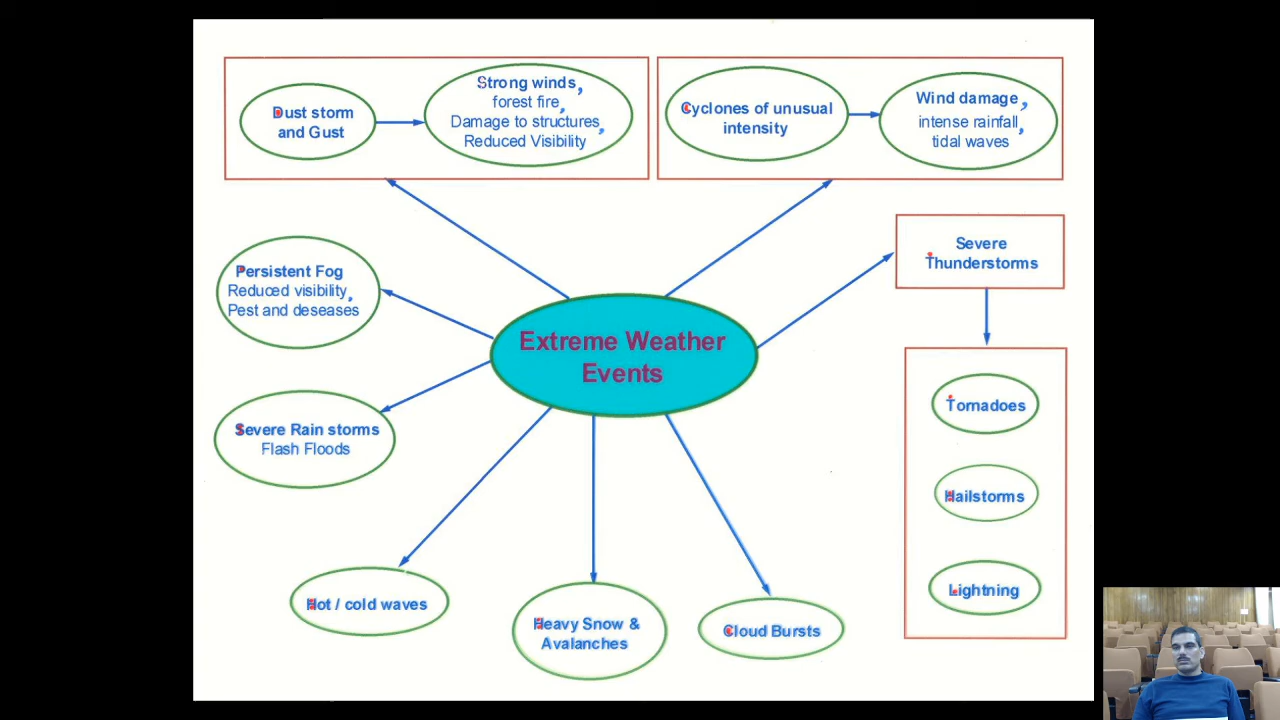 Dust storm
and Gust
Strong winds,
forest fire,
Damage to structures,
Reduced Visibility
Cyclones of unusual
intensity
Wind damage,
intense rainfall,
tidal waves
Severe
Thunderstorms
Persistent Fog
Reduced visibility,
Pest and deseases
Extreme Weather
Events
Tornadoes
Severe Rain storms
Flash Floods
Hailstorms
Lightning
Hot / cold waves
Heavy Snow &
Avalanches
Cloud Bursts